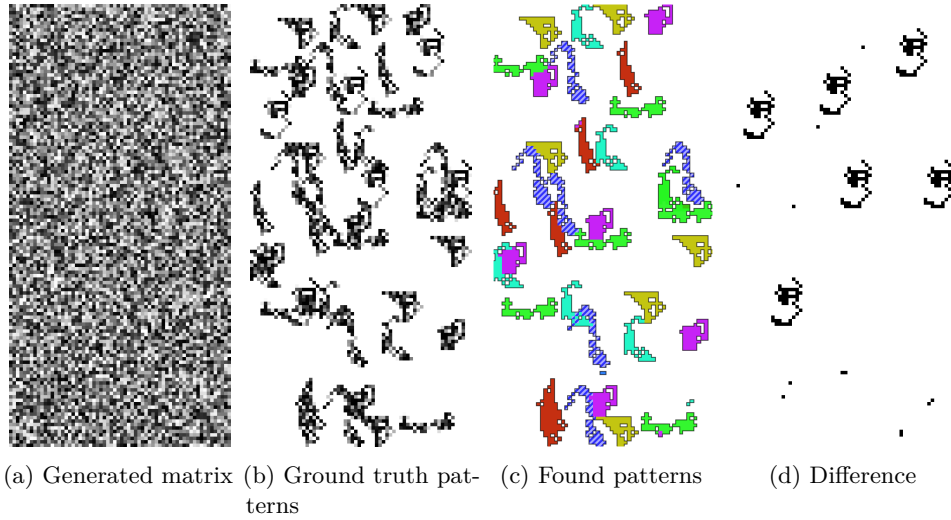 (a) Generated matrix (b) Ground truth pat- (c) Found patterns (d) Difference
terns